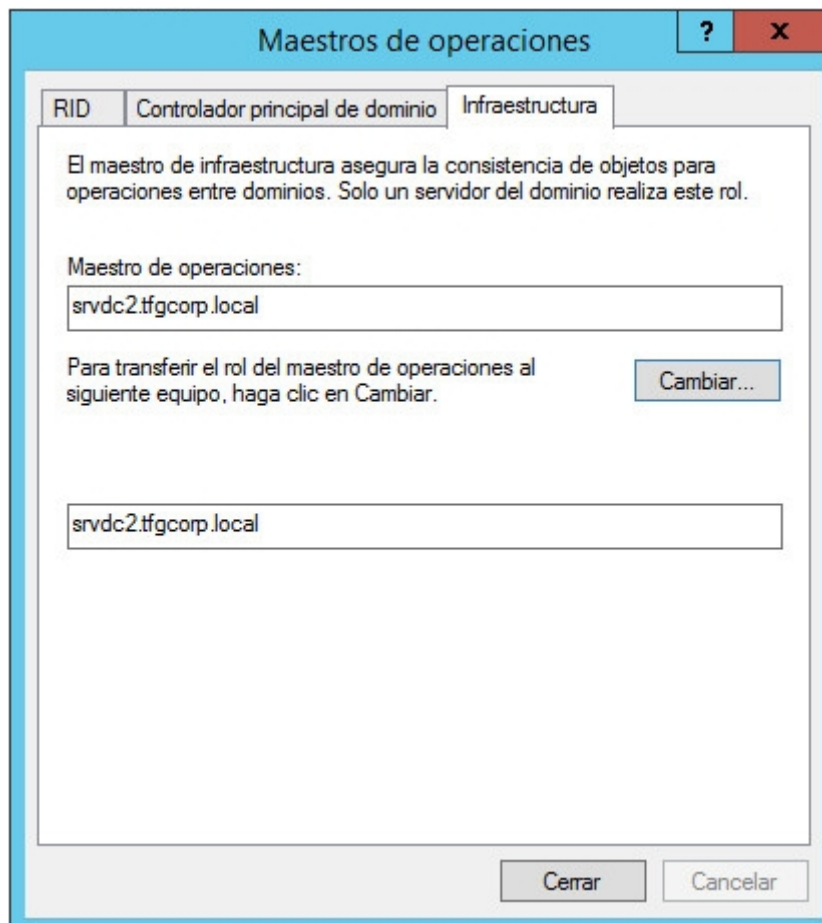 Maestros de operaciones
?
x
RID
Controlador principal de dominio
Infraestructura
El maestro de infraestructura asegura la consistencia de objetos para
operaciones entre dominios. Solo un servidor del dominio realiza este rol.
Maestro de operaciones:
srvdc2.tfgcorp.local
Para transferir el rol del maestro de operaciones al
siguiente equipo, haga clic en Cambiar.
Cambiar...
srvdc2.tfgcorp.local
Cerrar
Cancelar